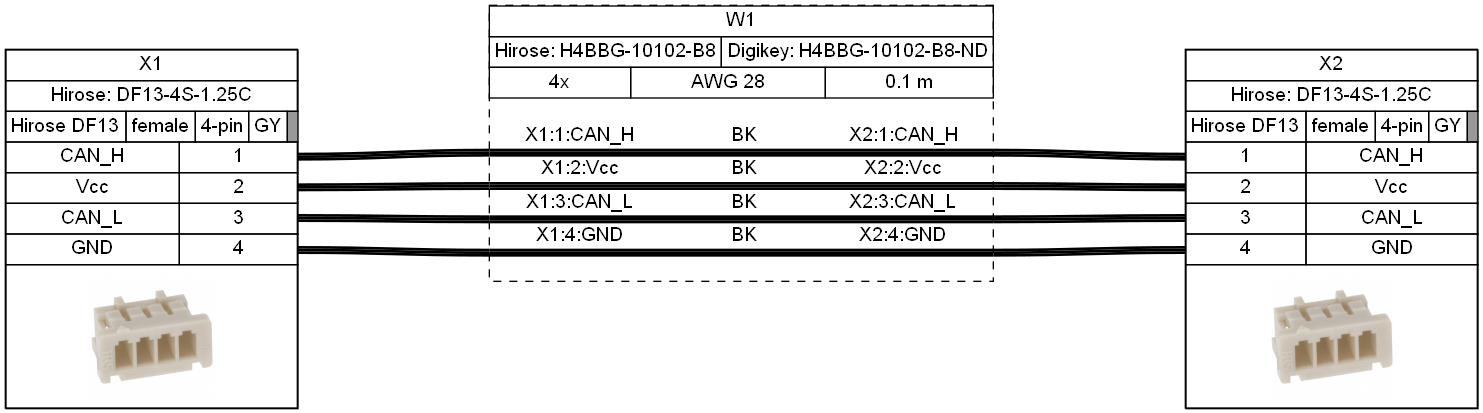 W1
Hirose: H4BBG-10102-B8 Digikey: H4BBG-10102-B8-ND
4x AWG 28 0.1 m
X1
Hirose: DF13-4S-1.25C
Hirose DF13 female 4-pin GY
CAN_H 1
Vcc 2
CAN_L 3
GND 4
X1:1:CAN_H BK X2:1:CAN_H
X1:2:Vcc BK X2:2:Vcc
X1:3:CAN_L BK X2:3:CAN_L
X1:4:GND BK X2:4:GND
X2
Hirose: DF13-4S-1.25C
Hirose DF13 female 4-pin GY
1 CAN_H
2 Vcc
3 CAN_L
4 GND